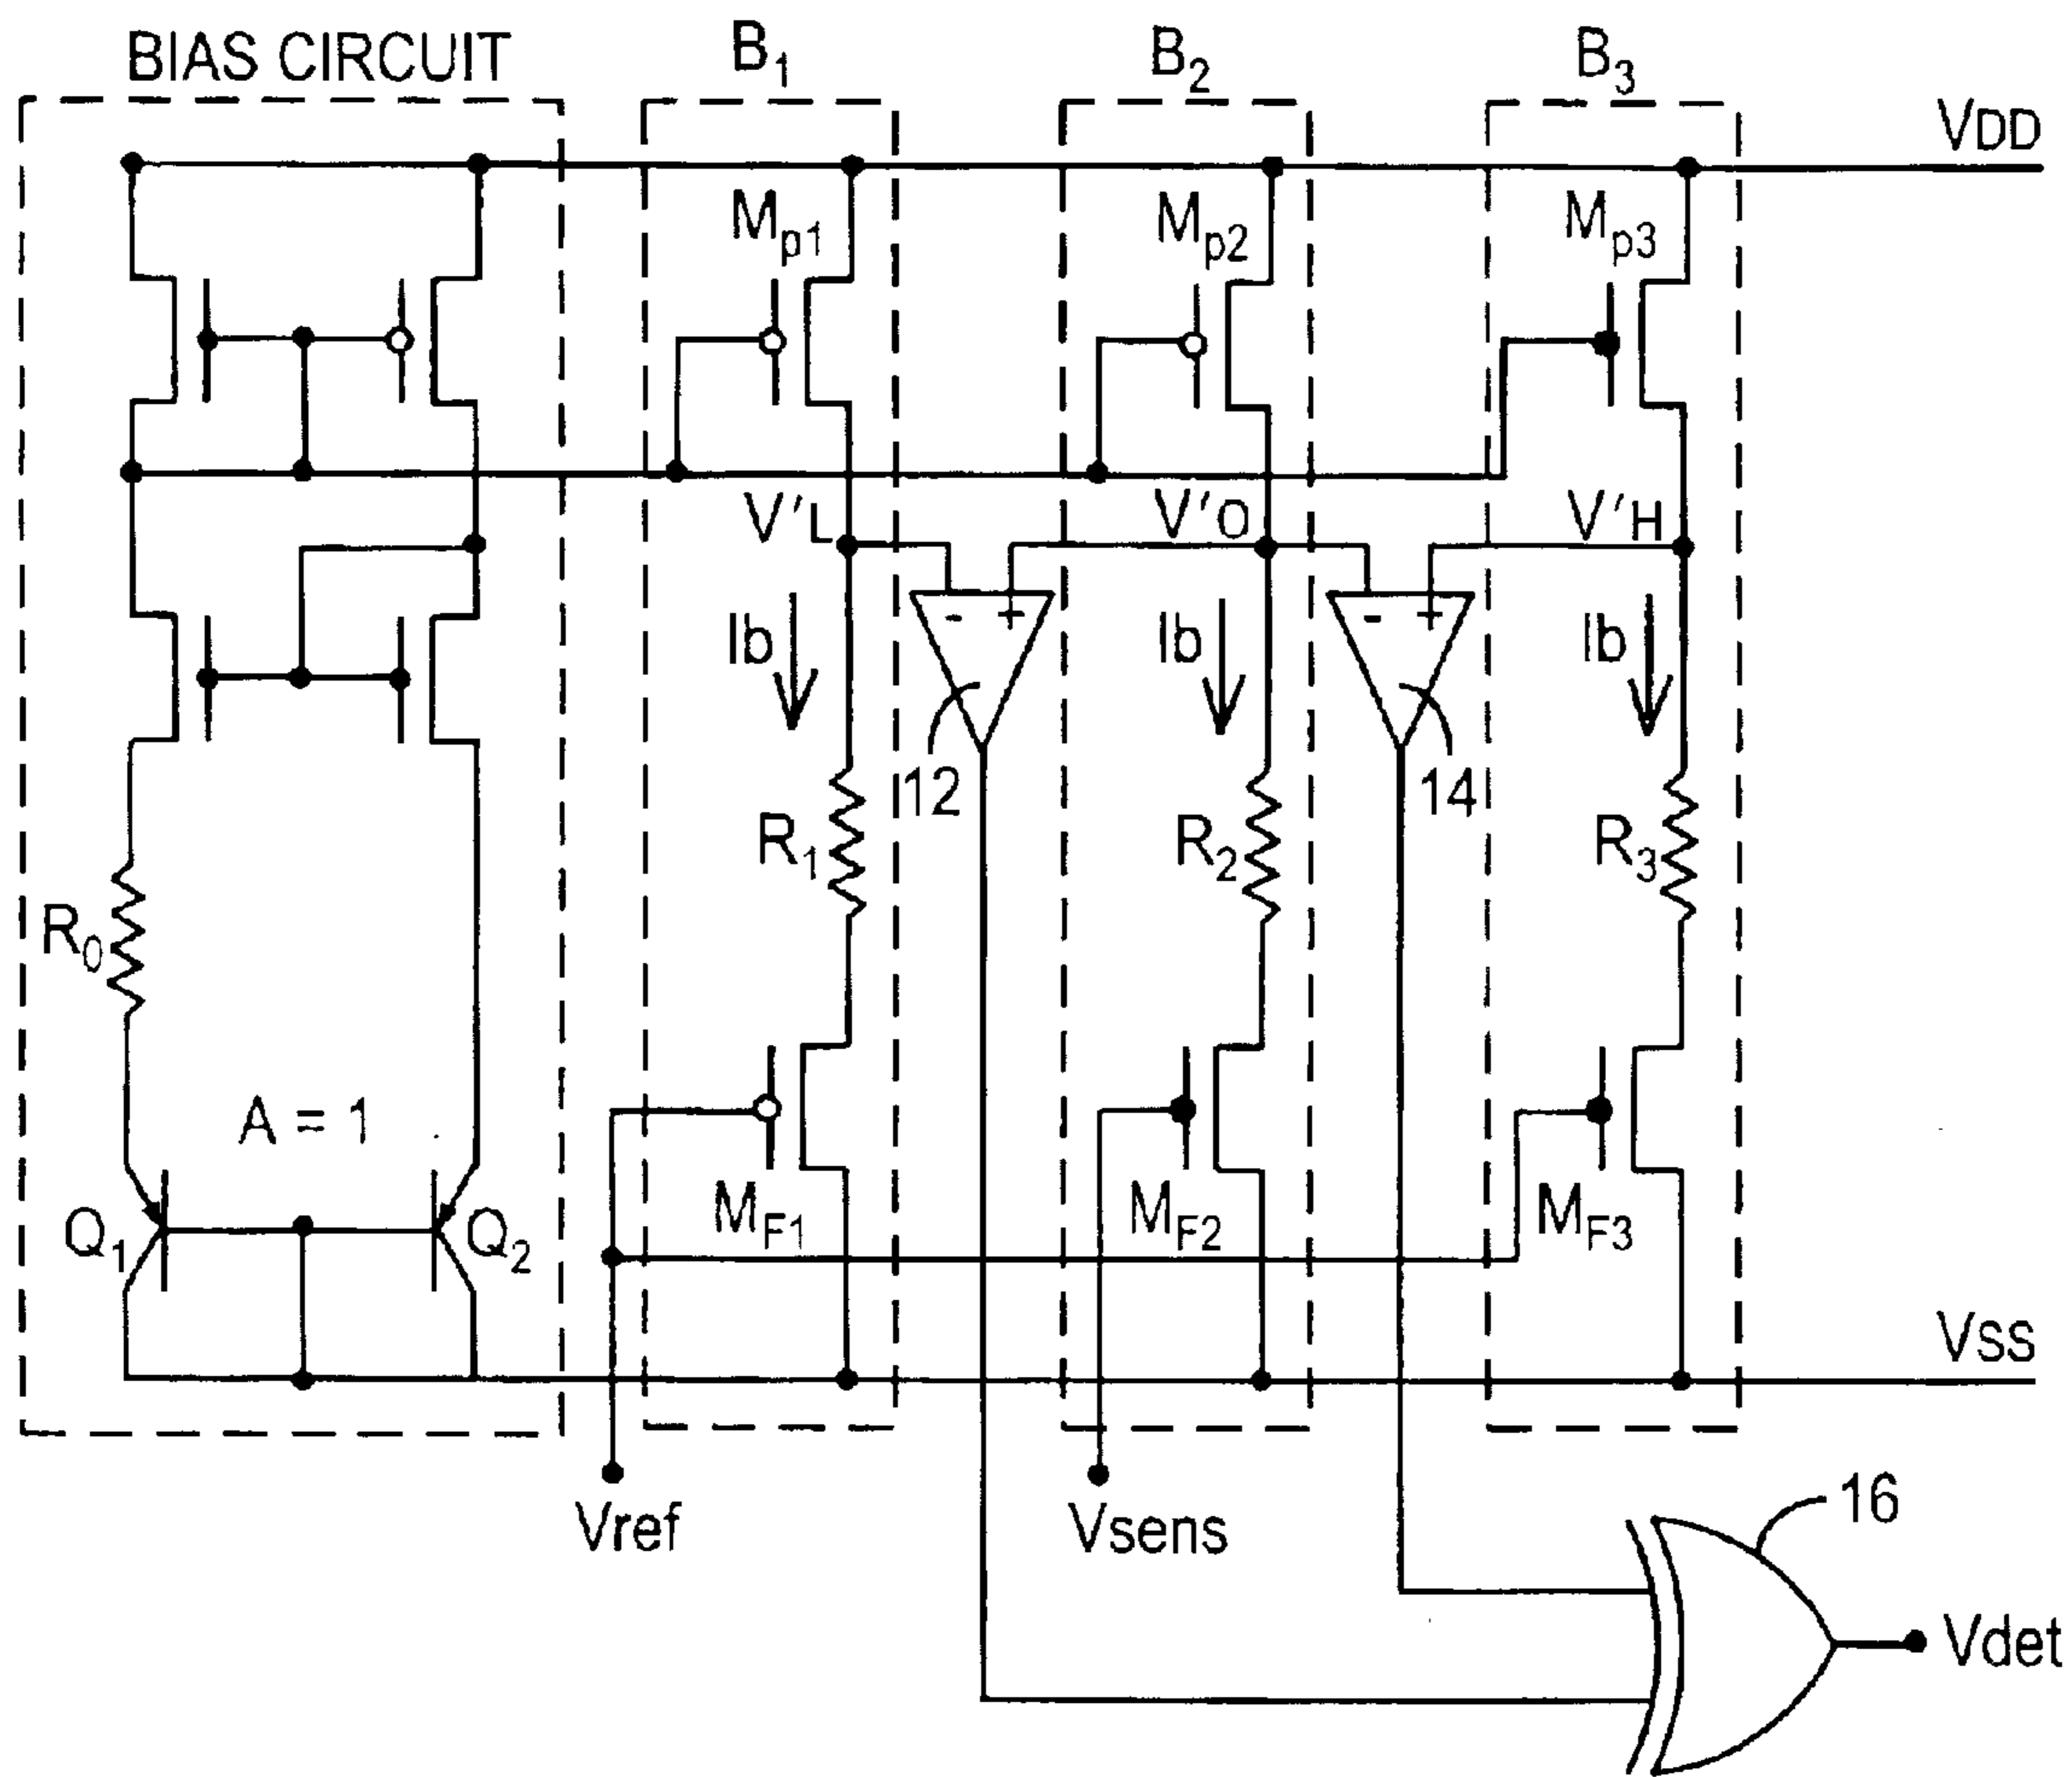 BIAS CIRCUIT
B1
B2
B3
VDD
Mp1
Mp2
Mp3
V'L
V'O
V'H
Ib
Ib
Ib
-
+
-
+
12
14
R1
R2
R3
R0
A = 1
Q1
Q2
MF1
MF2
MF3
VSS
Vref
Vsens
16
Vdet